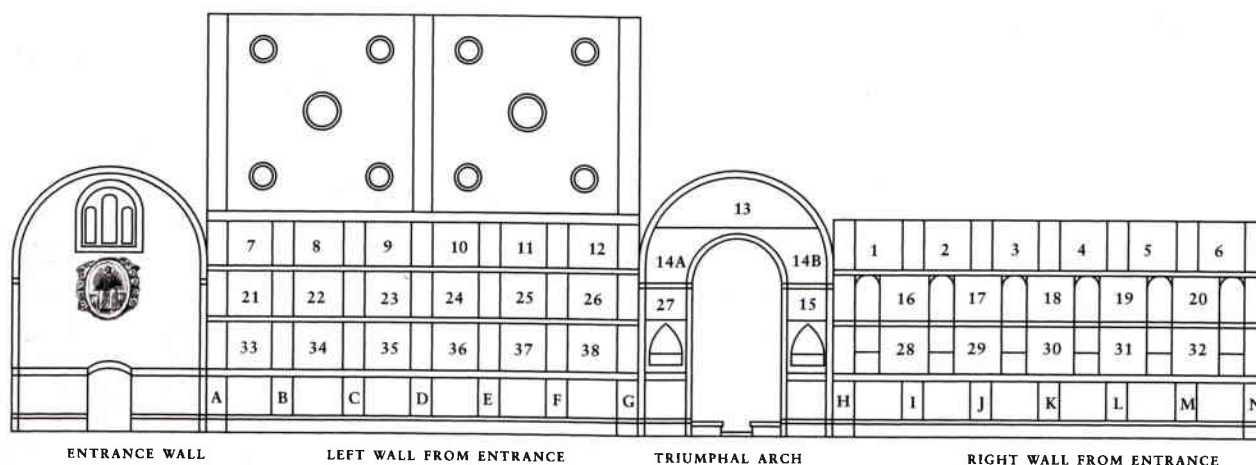 13
7 8 9 10 11 12
1 2 3 4 5 6
14A 14B
21 22 23 24 25 26
27 15
16 17 18 19 20
33 34 35 36 37 38
28 29 30 31 32
A B C D E F G
H I J K L M N
ENTRANCE WALL LEFT WALL FROM ENTRANCE TRIUMPHAL ARCH RIGHT WALL FROM ENTRANCE